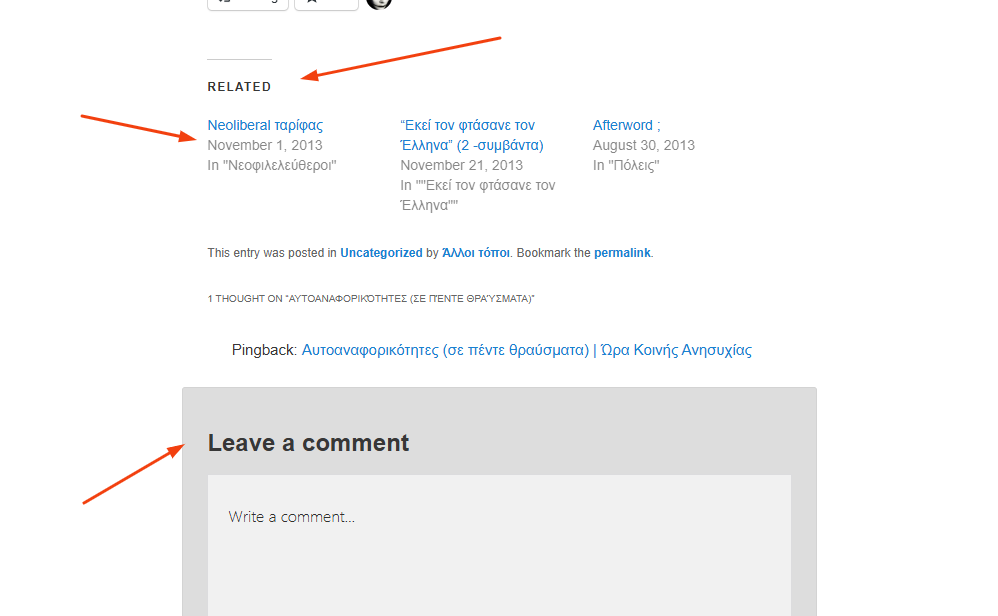 RELATED
Neoliberal ταρίφας
November 1, 2013
In "Νεοφιλελεύθεροι"
“Εκεί τον φτάσανε τον
Έλληνα” (2 -συμβάντα)
November 21, 2013
In ""Εκεί τον φτάσανε τον
Έλληνα""
Afterword ;
August 30, 2013
In "Πόλεις"
This entry was posted in Uncategorized by Άλλοι τόποι. Bookmark the permalink.
1 THOUGHT ON “ΑΥΤΟΑΝΑΦΟΡΙΚΌΤΗΤΕΣ (ΣΕ ΠΈΝΤΕ ΘΡΑΎΣΜΑΤΑ)”
Pingback: Αυτοαναφορικότητες (σε πέντε θραύσματα) | Ώρα Κοινής Ανησυχίας
Leave a comment
Write a comment...